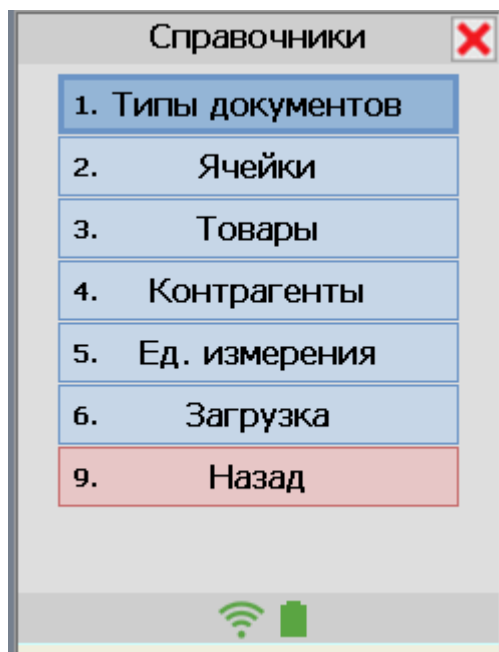 Справочники
1. Типы документов
2. Ячейки
3. Товары
4. Контрагенты
5. Ед. измерения
6. Загрузка
9. Назад